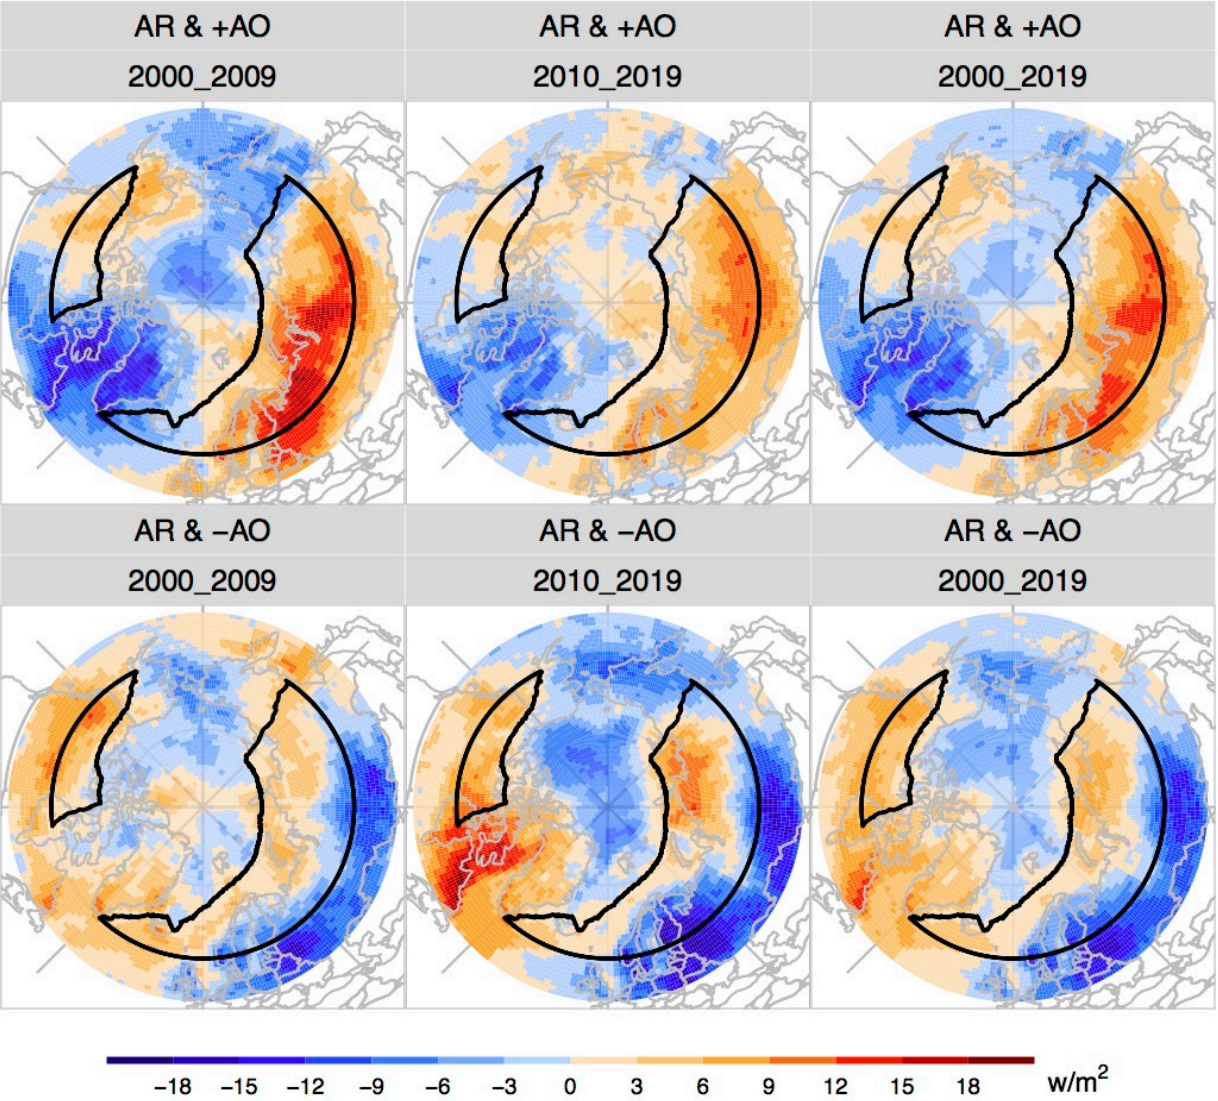 AR & +AO AR & +AO AR & +AO
2000_2009 2010_2019 2000_2019
AR & −AO AR & −AO AR & −AO
2000_2009 2010_2019 2000_2019
−18 −15 −12 −9 −6 −3 0 3 6 9 12 15 18 w/m²